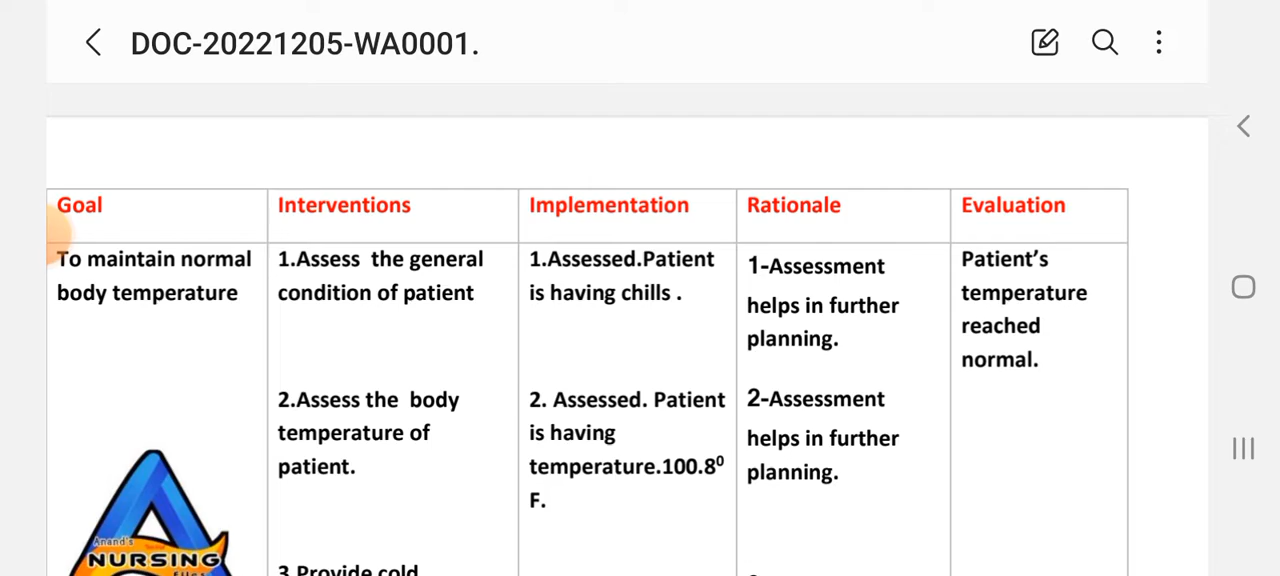 DOC-20221205-WA0001.
Goal
Interventions
Implementation
Rationale
Evaluation
To maintain normal
body temperature
1.Assess the general
condition of patient
1.Assessed.Patient
is having chills .
1-Assessment
helps in further
planning.
Patient's
temperature
reached
normal.
2.Assess the body
temperature of
patient.
2. Assessed. Patient
is having
temperature.100.8⁰
F.
2-Assessment
helps in further
planning.
Anand's
NURSING
Files
3.Provide cold